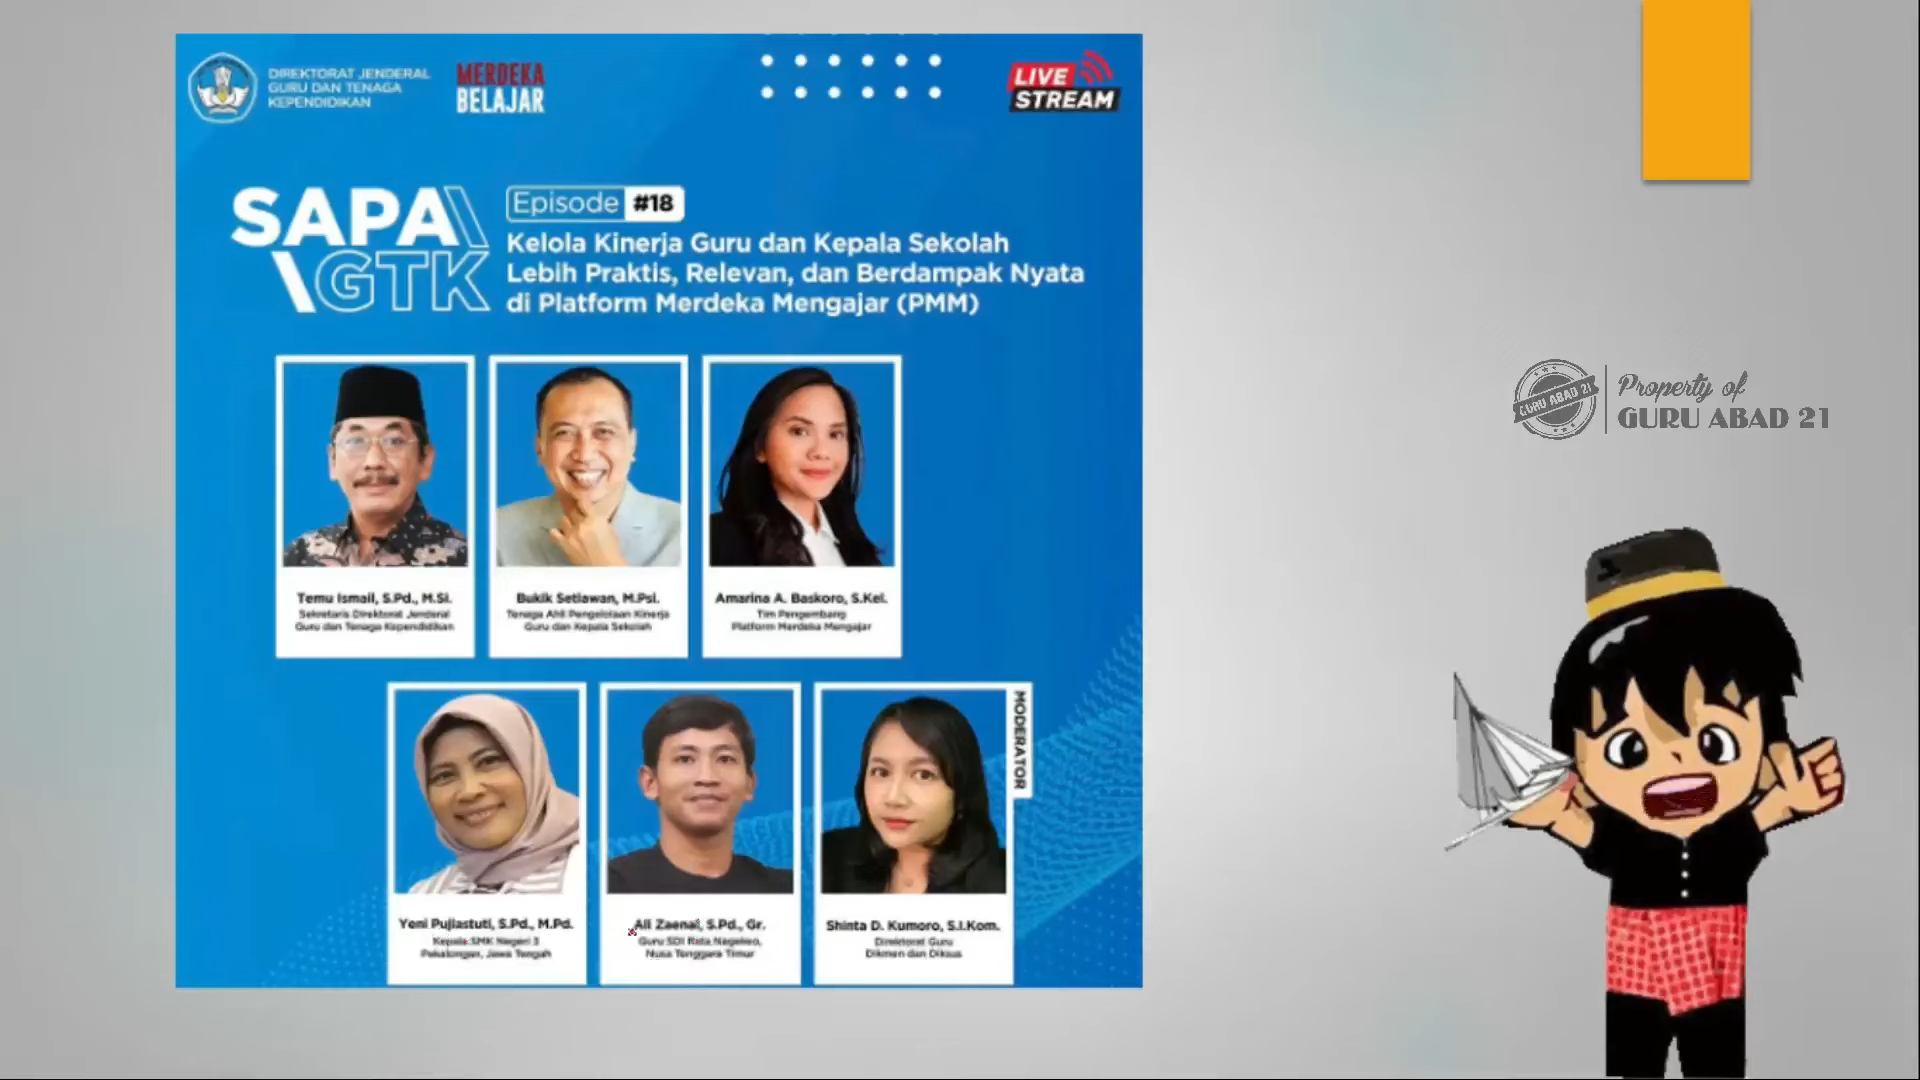 DIREKTORAT JENDERAL
GURU DAN TENAGA
KEPENDIDIKAN
MERDEKA
BELAJAR
LIVE
STREAM
SAPA
GTK
Episode #18
Kelola Kinerja Guru dan Kepala Sekolah
Lebih Praktis, Relevan, dan Berdampak Nyata
di Platform Merdeka Mengajar (PMM)
GURU ABAD 21
Property of
GURU ABAD 21
Temu Ismail, S.Pd., M.Si.
Sekretaris Direktorat Jenderal
Guru dan Tenaga Kependidikan
Bukik Setiawan, M.Psi.
Tenaga Ahli Pengelolaan Kinerja
Guru dan Kepala Sekolah
Amarina A. Baskoro, S.Kel.
Tim Pengembang
Platform Merdeka Mengajar
MODERATOR
Yeni Pujiastuti, S.Pd., M.Pd.
Kepala SMK Negeri 3
Pekalongan, Jawa Tengah
Ali Zaenal, S.Pd., Gr.
Guru SDI Rata Nagekeo,
Nusa Tenggara Timur
Shinta D. Kumoro, S.I.Kom.
Direktorat Guru
Dikmen dan Diksus